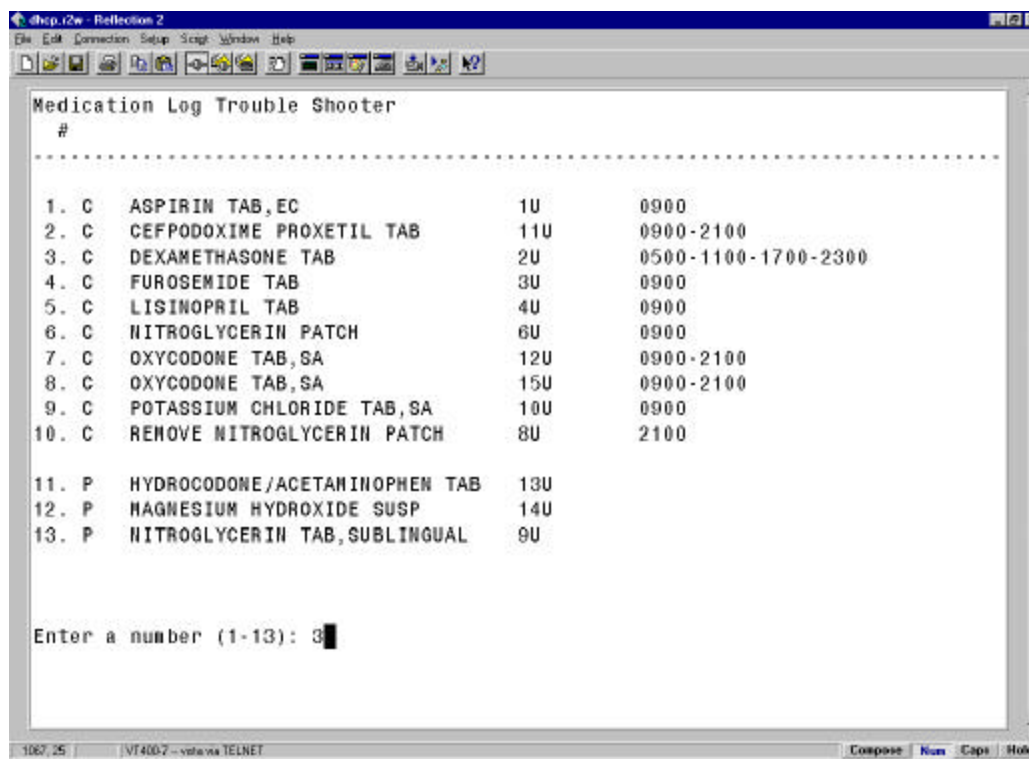 dhcp.r2w - Reflection 2
File Edit Connection Setup Script Window Help
Medication Log Trouble Shooter
#
1. C ASPIRIN TAB,EC 1U 0900
2. C CEFPODOXIME PROXETIL TAB 11U 0900-2100
3. C DEXAMETHASONE TAB 2U 0500-1100-1700-2300
4. C FUROSEMIDE TAB 3U 0900
5. C LISINOPRIL TAB 4U 0900
6. C NITROGLYCERIN PATCH 6U 0900
7. C OXYCODONE TAB,SA 12U 0900-2100
8. C OXYCODONE TAB,SA 15U 0900-2100
9. C POTASSIUM CHLORIDE TAB,SA 10U 0900
10. C REMOVE NITROGLYCERIN PATCH 8U 2100
11. P HYDROCODONE/ACETAMINOPHEN TAB 13U
12. P MAGNESIUM HYDROXIDE SUSP 14U
13. P NITROGLYCERIN TAB,SUBLINGUAL 9U
Enter a number (1-13): 3
1067, 25 VT400-7 -- via TELNET Compose Num Caps Hold